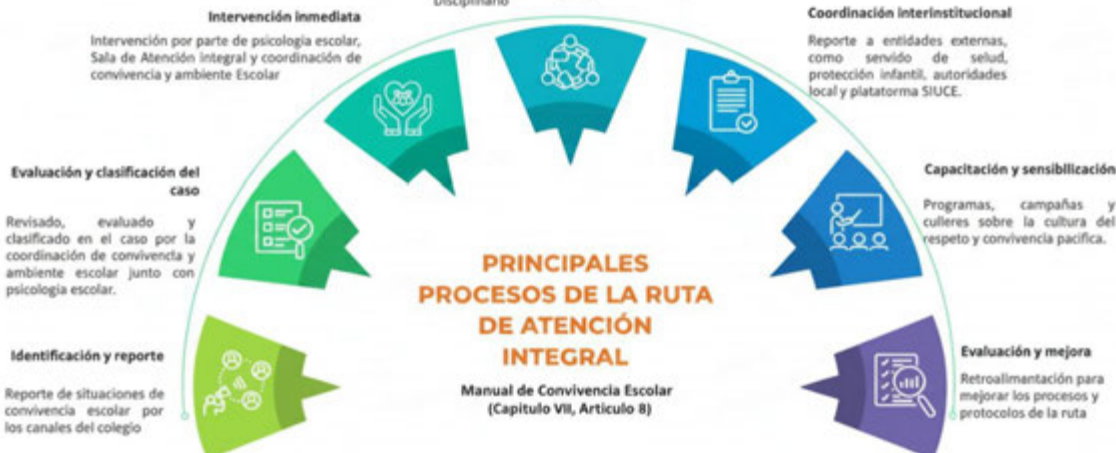 Disciplinario
Intervención inmediata
Intervención por parte de psicologia escolar,
Sala de Atención integral y coordinación de
convivencia y ambiente Escolar
Coordinación interinstitucional
Reporte a entidades externas,
como servido de selud,
protección infantil, autoridades
local y platatorma SIUCE.
Evaluación y clasificación del
caso
Revisado, evaluado y
clasificado en el caso por la
coordinación de convivencta y
ambiente escolar junto con
psicologia escolar.
Capacitación y sensibllización
Programas, campañas y
culleres sobre la cultura del
respeto y convivencia pacifica.
PRINCIPALES
PROCESOS DE LA RUTA
DE ATENCIÓN
INTEGRAL
Manual de Convivencia Escolar
(Capitulo VII, Articulo 8)
Identificación y reporte
Reporte de situaciones de
convivencia escolar por
los canales del colegio
Evaluación y mejora
Retroalimentación para
mejorar los procesos y
protocolos de la ruta